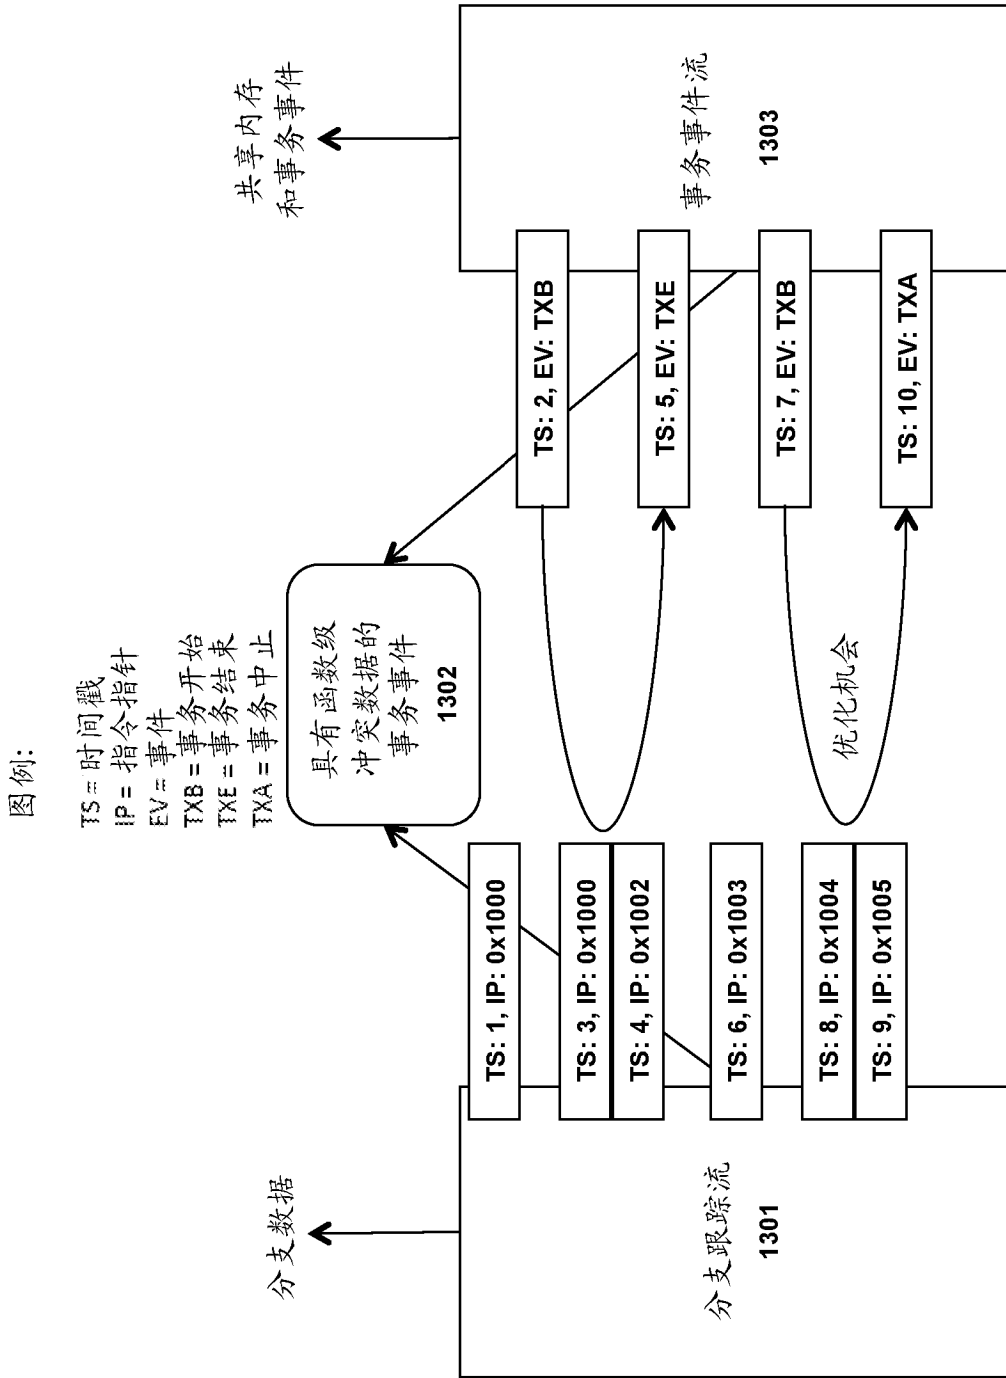 图例:
TS = 时间戳
IP = 指令指针
EV = 事件
TXB = 事务开始
TXE = 事务结束
TXA = 事务中止
分支数据
共享内存
和事务事件
具有函数级
冲突数据的
事务事件
1302
TS: 1, IP: 0x1000
TS: 3, IP: 0x1000
TS: 4, IP: 0x1002
TS: 6, IP: 0x1003
TS: 8, IP: 0x1004
TS: 9, IP: 0x1005
TS: 2, EV: TXB
TS: 5, EV: TXE
TS: 7, EV: TXB
TS: 10, EV: TXA
优化机会
分支跟踪流
1301
事务事件流
1303